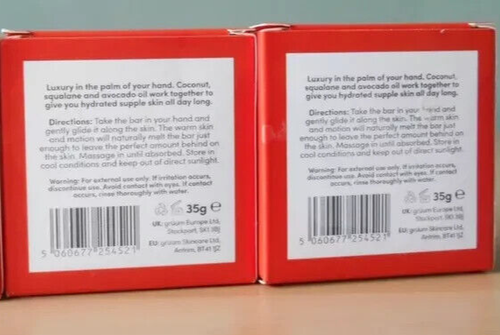 Luxury in the palm of your hand. Coconut,
squalane and avocado oil work together to
give you hydrated supple skin all day long.
Directions: Take the bar in your hand and
gently glide it along the skin. The warm skin
and motion will naturally melt the bar just
enough to leave the perfect amount behind on
the skin. Massage in until absorbed. Store in
cool conditions and keep out of direct sunlight.
Warning: For external use only. If irritation occurs,
discontinue use. Avoid contact with eyes. If contact
occurs, rinse thoroughly with water.
35g e
UK: grüum Europe Ltd,
Stockport, SK1 3BJ
EU: grüum Skincare Ltd,
Antrim, BT41 1JZ
5 060677 254521
Luxury in the palm of your hand. Coconut,
squalane and avocado oil work together to
give you hydrated supple skin all day long.
Directions: Take the bar in your hand and
gently glide it along the skin. The warm skin
and motion will naturally melt the bar just
enough to leave the perfect amount behind on
the skin. Massage in until absorbed. Store in
cool conditions and keep out of direct sunlight.
Warning: For external use only. If irritation occurs,
discontinue use. Avoid contact with eyes. If contact
occurs, rinse thoroughly with water.
35g e
UK: grüum Europe Ltd,
Stockport, SK1 3BJ
EU: grüum Skincare Ltd,
Antrim, BT41
5 060677 254521